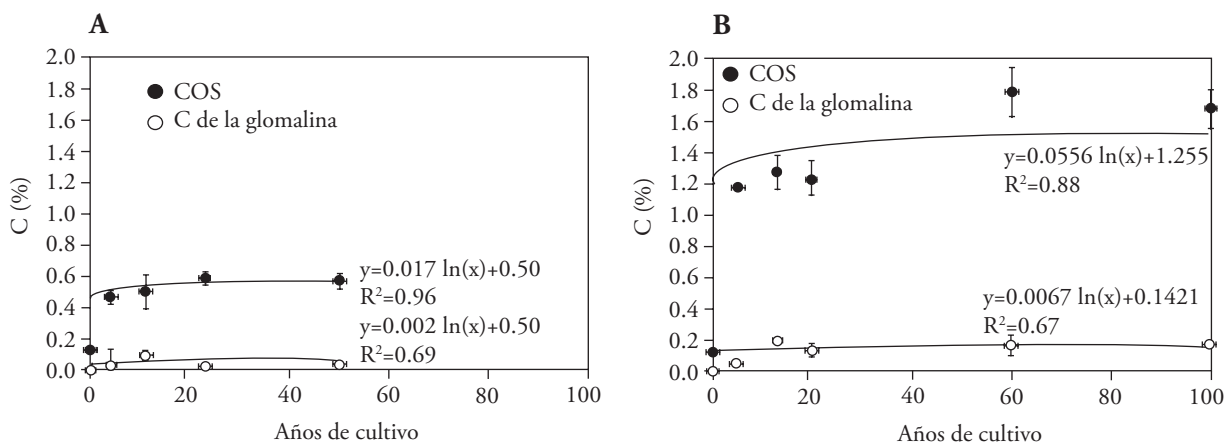 A
2.0
1.8
1.6
1.4
1.2
1.0
0.8
0.6
0.4
0.2
0.0
C (%)
COS
C de la glomalina
y=0.017 ln(x)+0.50
R²=0.96
y=0.002 ln(x)+0.50
R²=0.69
0 20 40 60 80 100
Años de cultivo
B
2.0
1.8
1.6
1.4
1.2
1.0
0.8
0.6
0.4
0.2
0.0
C (%)
COS
C de la glomalina
y=0.0556 ln(x)+1.255
R²=0.88
y=0.0067 ln(x)+0.1421
R²=0.67
0 20 40 60 80 100
Años de cultivo